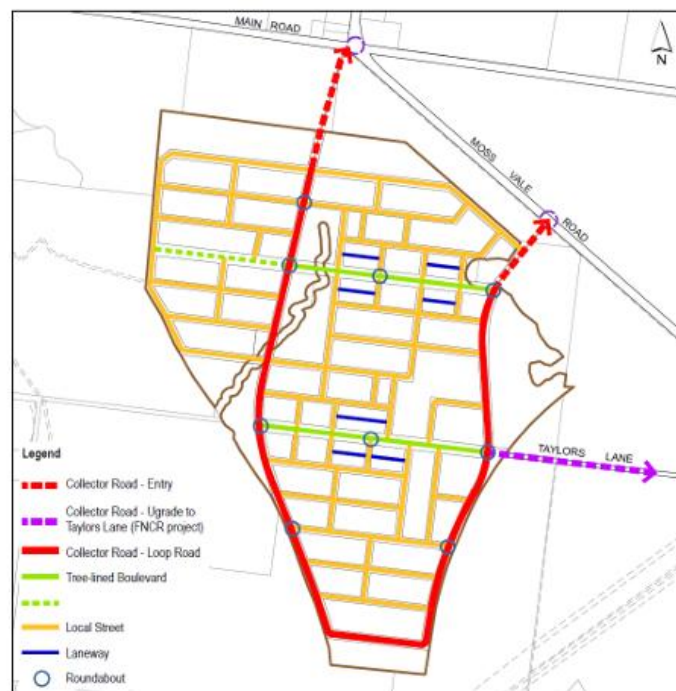 MAIN ROAD
N
MOSS VALE ROAD
TAYLORS LANE
Legend
Collector Road - Entry
Collector Road - Ugrade to
Taylors Lane (FNCR project)
Collector Road - Loop Road
Tree-lined Boulevard
Local Street
Laneway
Roundabout